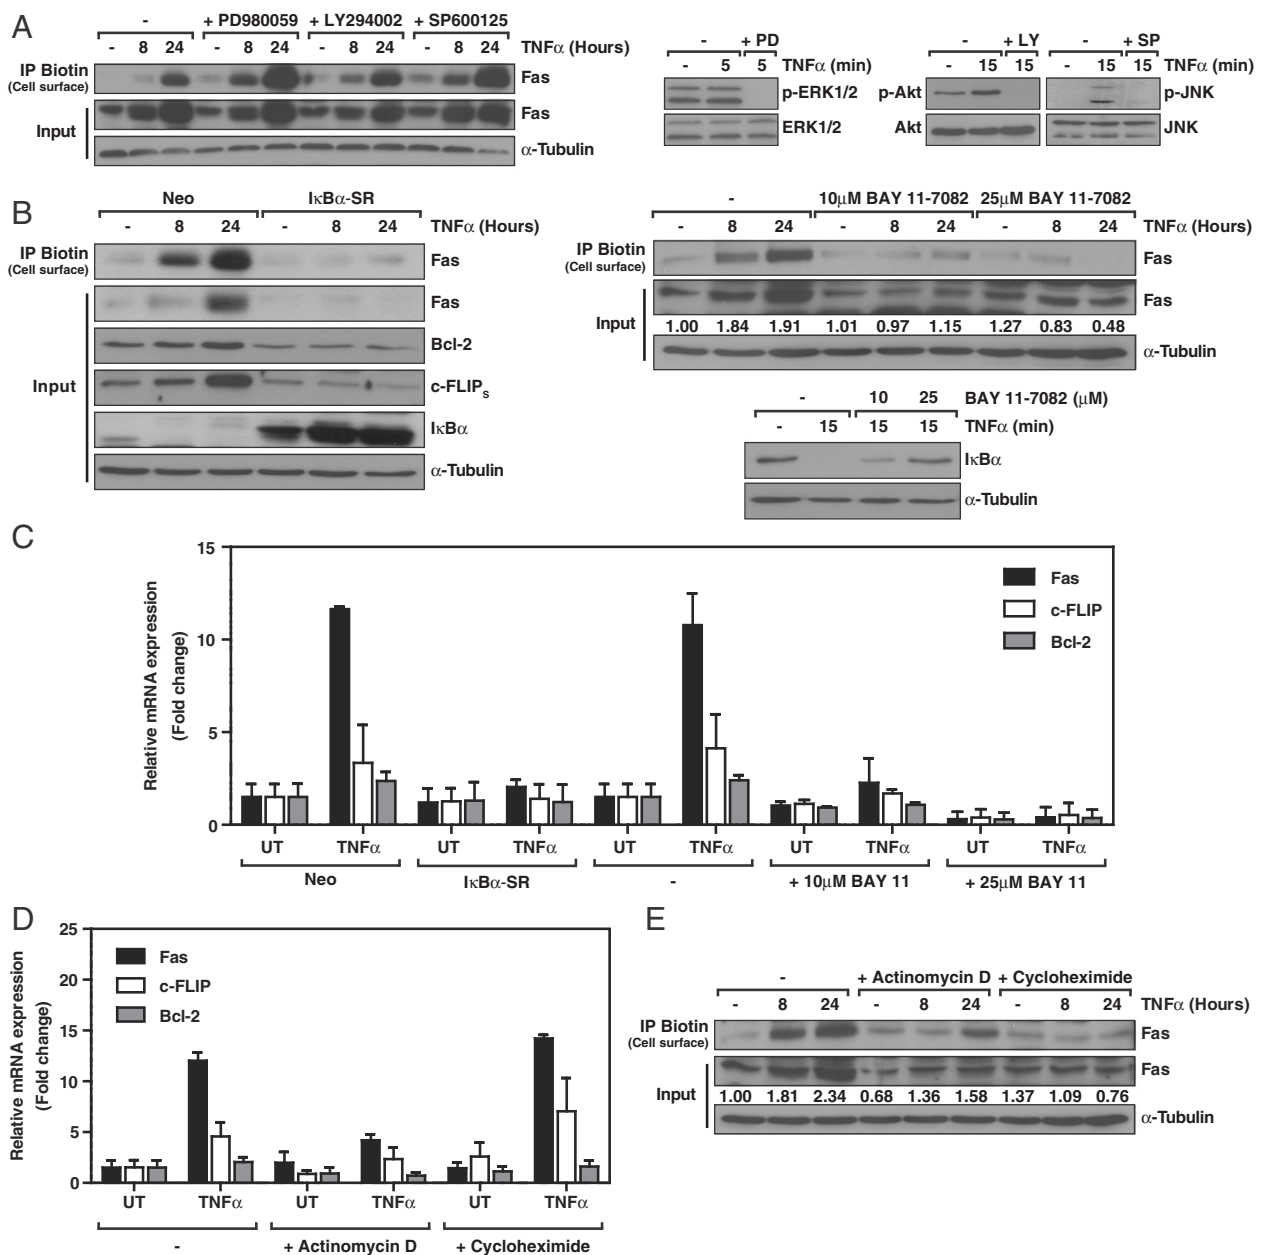 A
- + PD980059 + LY294002 + SP600125
- 8 24 - 8 24 - 8 24 - 8 24 TNFα (Hours)
IP Biotin
(Cell surface)
Fas
Input
Fas
α-Tubulin
- + PD
- 5 5 TNFα (min)
p-ERK1/2
ERK1/2
- + LY
- 15 15
p-Akt
Akt
- + SP
- 15 15 TNFα (min)
p-JNK
JNK
B
Neo IκBα-SR
- 8 24 - 8 24 TNFα (Hours)
IP Biotin
(Cell surface)
Fas
Input
Fas
Bcl-2
c-FLIPS
IκBα
α-Tubulin
- 10μM BAY 11-7082 25μM BAY 11-7082
- 8 24 - 8 24 - 8 24 TNFα (Hours)
IP Biotin
(Cell surface)
Fas
Input
Fas
1.00 1.84 1.91 1.01 0.97 1.15 1.27 0.83 0.48
α-Tubulin
- 10 25 BAY 11-7082 (μM)
- 15 15 15 TNFα (min)
IκBα
α-Tubulin
C
Relative mRNA expression
(Fold change)
15
10
5
0
Fas
c-FLIP
Bcl-2
UT TNFα UT TNFα UT TNFα UT TNFα UT TNFα
Neo IκBα-SR - + 10μM BAY 11 + 25μM BAY 11
D
Relative mRNA expression
(Fold change)
25
20
15
10
5
0
Fas
c-FLIP
Bcl-2
UT TNFα UT TNFα UT TNFα
- + Actinomycin D + Cycloheximide
E
- + Actinomycin D + Cycloheximide
- 8 24 - 8 24 - 8 24 TNFα (Hours)
IP Biotin
(Cell surface)
Fas
Input
Fas
1.00 1.81 2.34 0.68 1.36 1.58 1.37 1.09 0.76
α-Tubulin